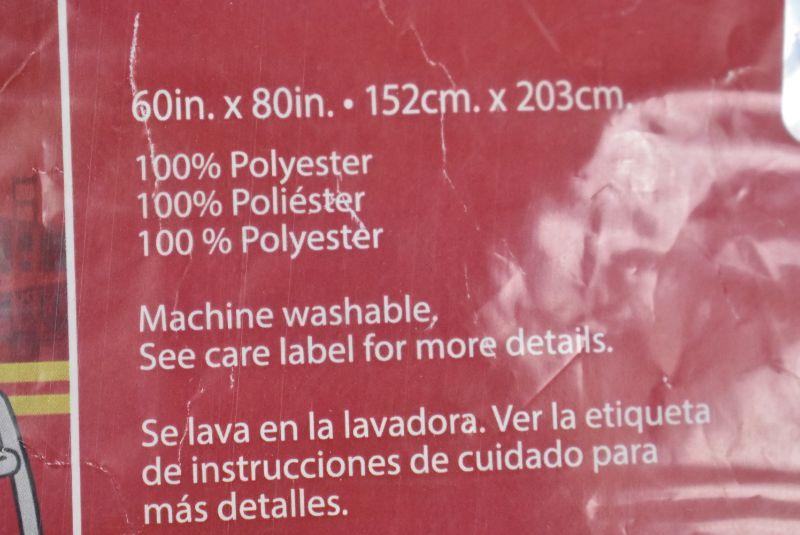 60in. x 80in. • 152cm. x 203cm.
100% Polyester
100% Poliéster
100 % Polyester
Machine washable,
See care label for more details.
Se lava en la lavadora. Ver la etiqueta
de instrucciones de cuidado para
más detalles.